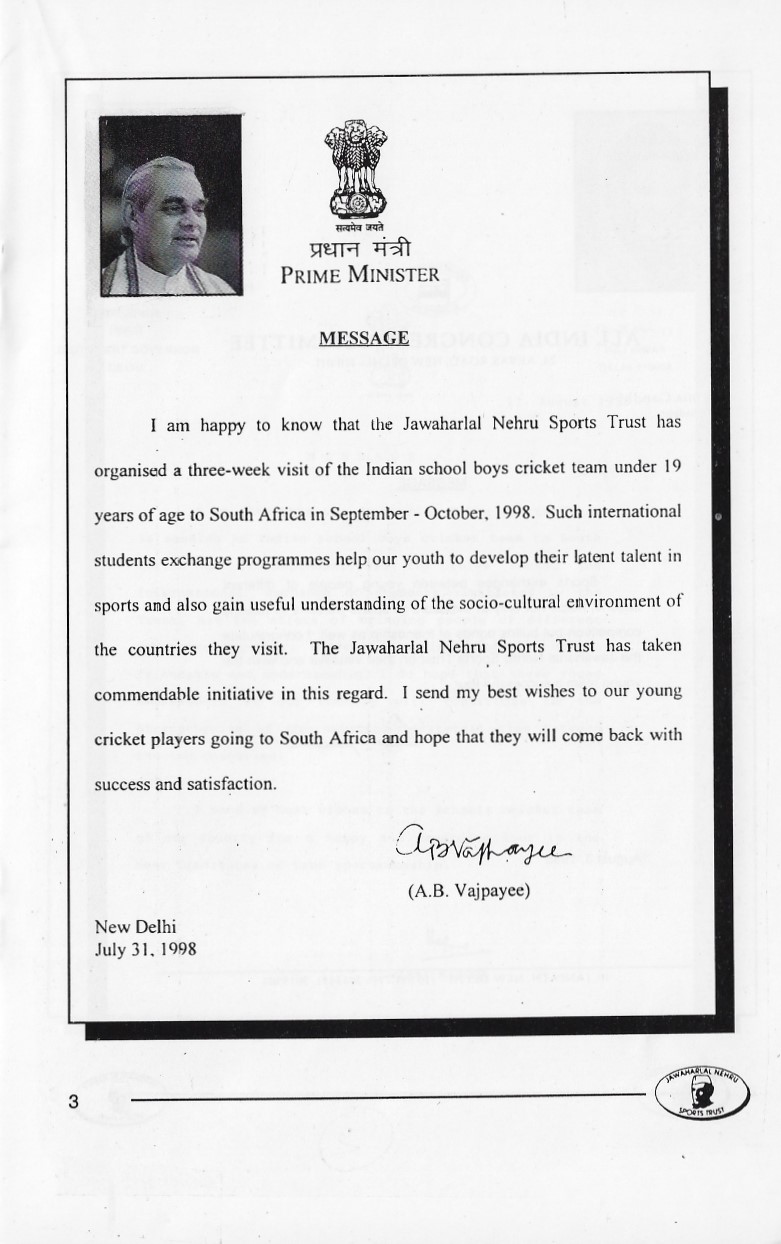 सत्यमेव जयते
प्रधान मंत्री
PRIME MINISTER
MESSAGE
I am happy to know that the Jawaharlal Nehru Sports Trust has
organised a three-week visit of the Indian school boys cricket team under 19
years of age to South Africa in September - October, 1998. Such international
students exchange programmes help our youth to develop their latent talent in
sports and also gain useful understanding of the socio-cultural environment of
the countries they visit. The Jawaharlal Nehru Sports Trust has taken
commendable initiative in this regard. I send my best wishes to our young
cricket players going to South Africa and hope that they will come back with
success and satisfaction.
ABVajpayee
(A.B. Vajpayee)
New Delhi
July 31, 1998
3
JAWAHARLAL NEHRU
SPORTS TRUST